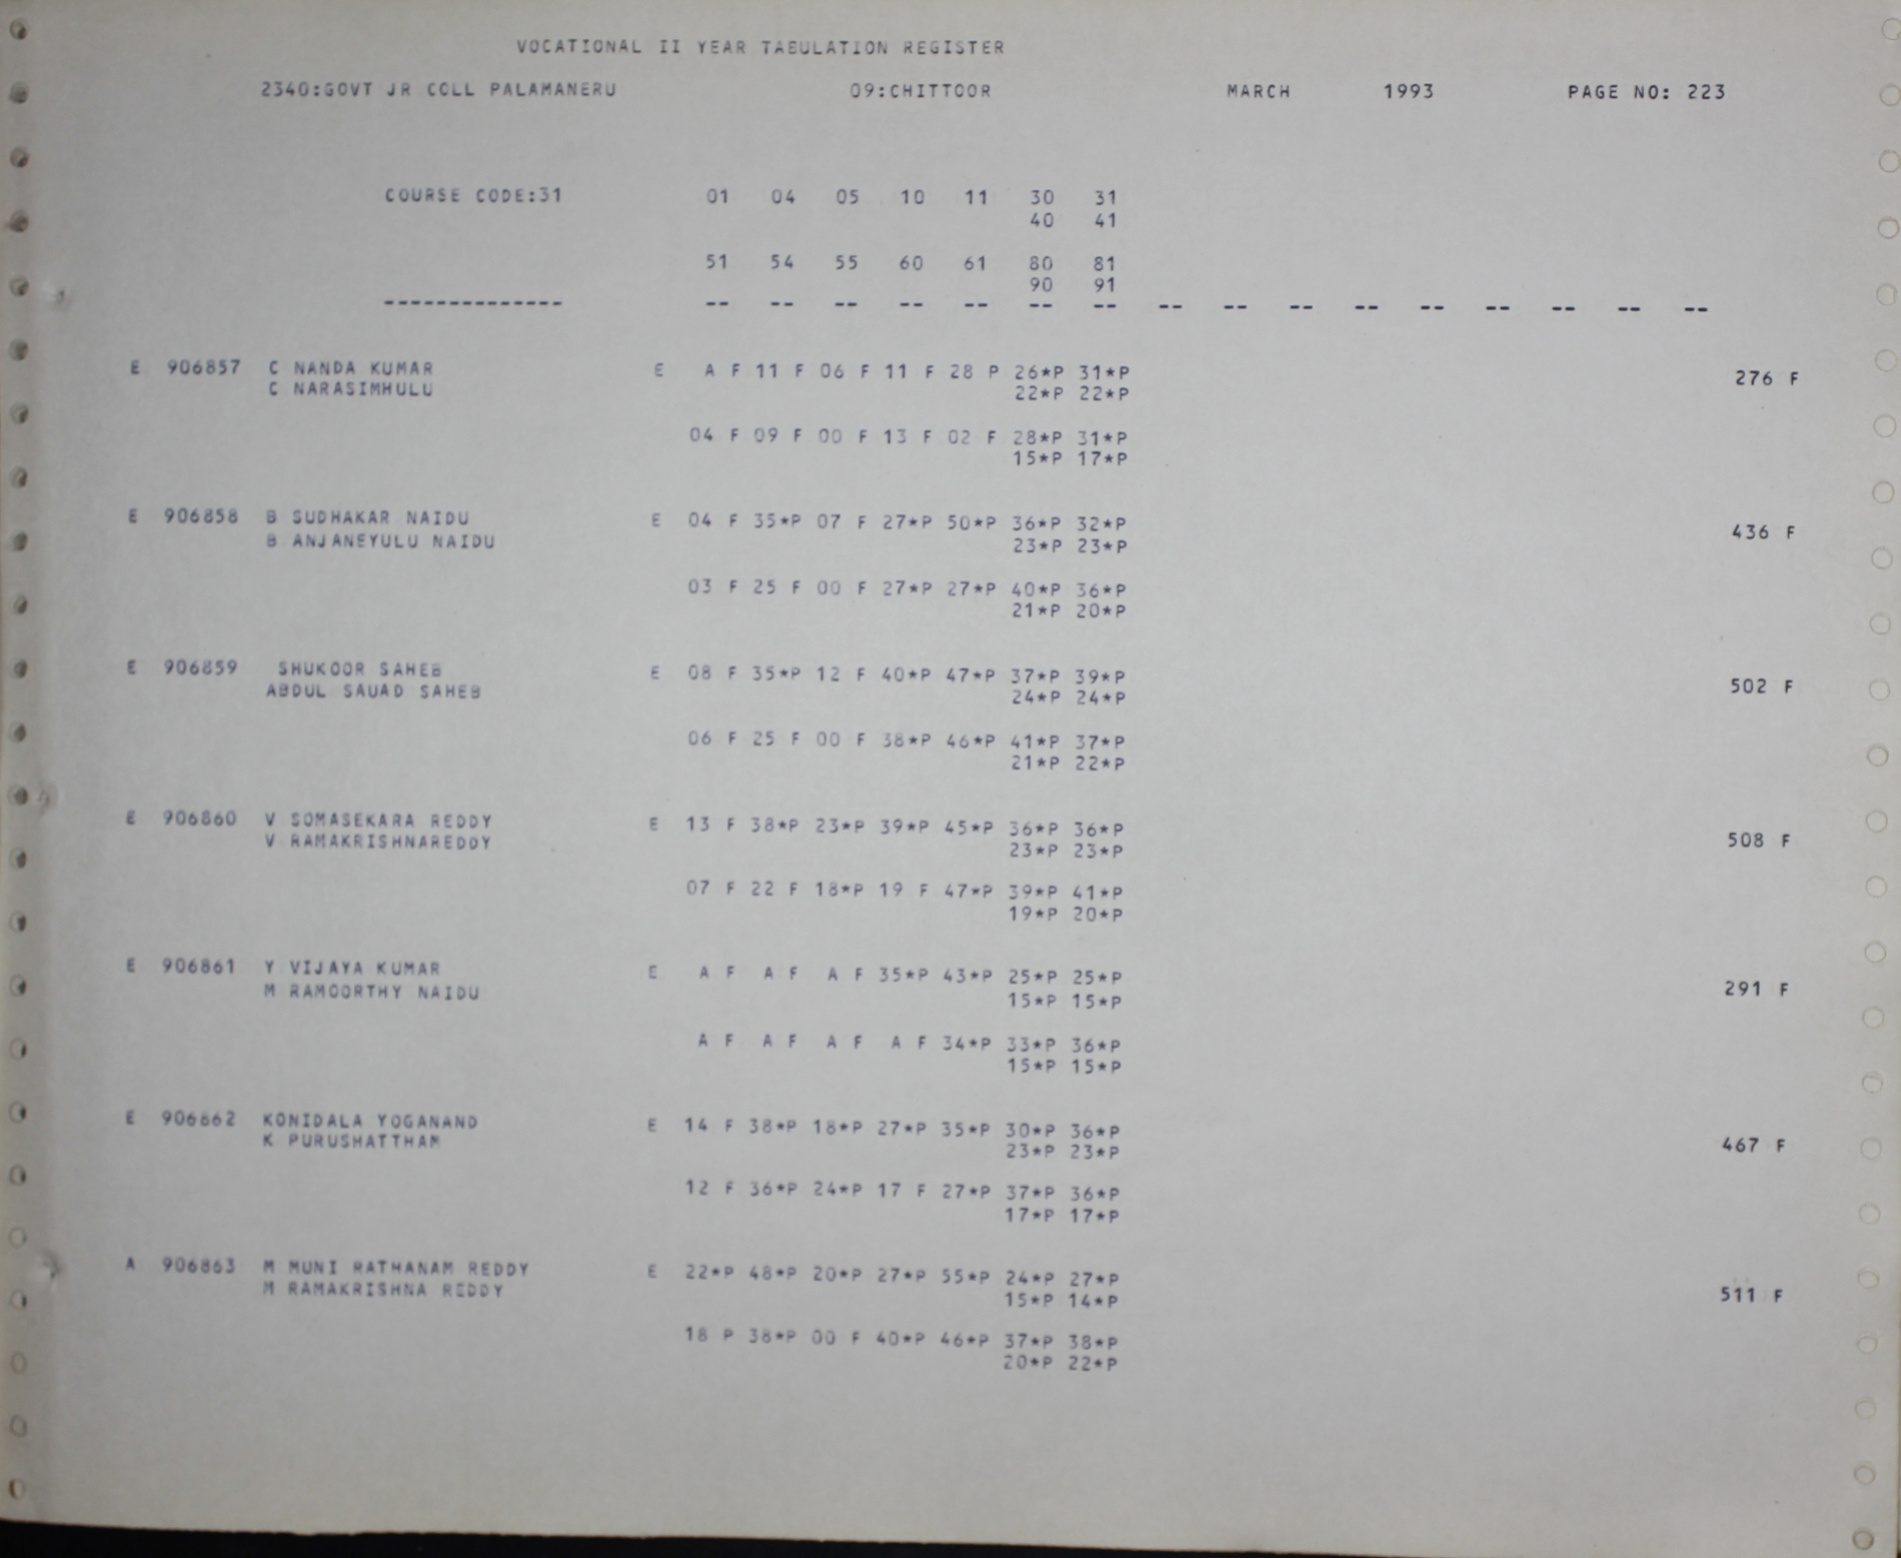 VOCATIONAL II YEAR TABULATION REGISTER
2340:GOVT JR COLL PALAMANERU 09:CHITTOOR MARCH 1993 PAGE NO: 223
COURSE CODE:31 01 04 05 10 11 30 31
40 41
51 54 55 60 61 80 81
90 91
-------------- -- -- -- -- -- -- -- -- -- -- -- -- -- -- -- --
E 906857 C NANDA KUMAR E A F 11 F 06 F 11 F 28 P 26*P 31*P 276 F
C NARASIMHULU 22*P 22*P
04 F 09 F 00 F 13 F 02 F 28*P 31*P
15*P 17*P
E 906858 B SUDHAKAR NAIDU E 04 F 35*P 07 F 27*P 50*P 36*P 32*P 436 F
B ANJANEYULU NAIDU 23*P 23*P
03 F 25 F 00 F 27*P 27*P 40*P 36*P
21*P 20*P
E 906859 SHUKOOR SAHEB E 08 F 35*P 12 F 40*P 47*P 37*P 39*P 502 F
ABDUL SAUAD SAHEB 24*P 24*P
06 F 25 F 00 F 38*P 46*P 41*P 37*P
21*P 22*P
E 906860 V SOMASEKARA REDDY E 13 F 38*P 23*P 39*P 45*P 36*P 36*P 508 F
V RAMAKRISHNAREDDY 23*P 23*P
07 F 22 F 18*P 19 F 47*P 39*P 41*P
19*P 20*P
E 906861 Y VIJAYA KUMAR E A F A F A F 35*P 43*P 25*P 25*P 291 F
M RAMOORTHY NAIDU 15*P 15*P
A F A F A F A F 34*P 33*P 36*P
15*P 15*P
E 906862 KONIDALA YOGANAND E 14 F 38*P 18*P 27*P 35*P 30*P 36*P 467 F
K PURUSHATTHAM 23*P 23*P
12 F 36*P 24*P 17 F 27*P 37*P 36*P
17*P 17*P
A 906863 M MUNI RATHANAM REDDY E 22*P 48*P 20*P 27*P 55*P 24*P 27*P 511 F
M RAMAKRISHNA REDDY 15*P 14*P
18 P 38*P 00 F 40*P 46*P 37*P 38*P
20*P 22*P